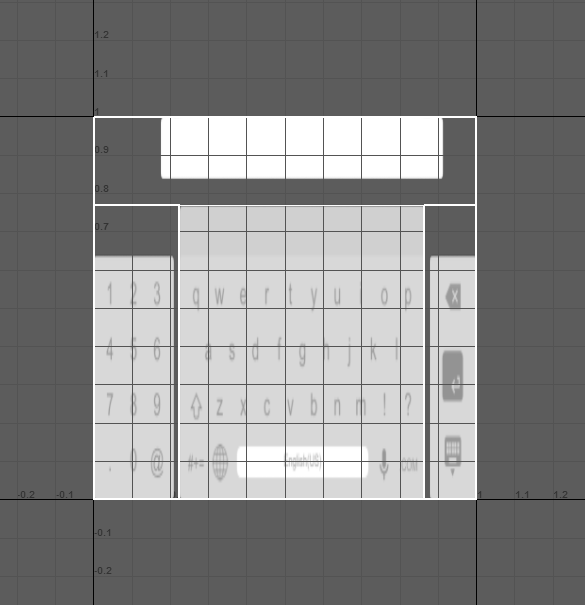 1.2
1.1
1
0.9
0.8
0.7
1 2 3 q w e r t y u i o p
4 5 6 a s d f g h j k l
7 8 9 z x c v b n m ! ?
. 0 @ #+= English(US) .COM
-0.2 -0.1 1 1.1 1.2
-0.1
-0.2